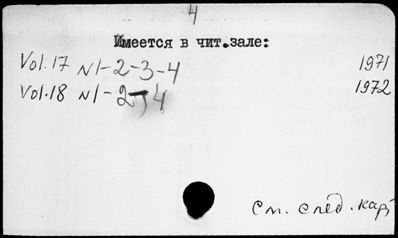 4
Имеется в чит.зале:
Vol.17 N1-2-3-4 1971
Vol.18 N1-2-4 1972
См. след. кар